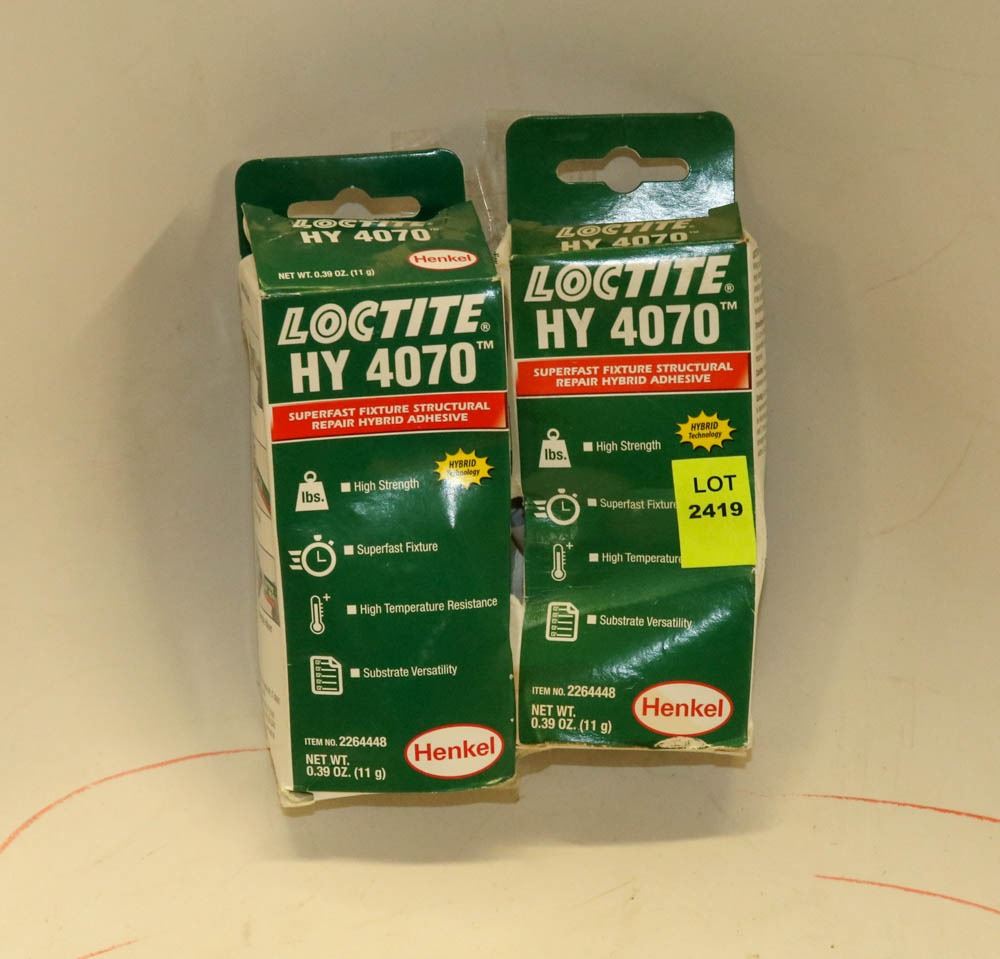 LOCTITE
HY 4070™
Henkel
NET WT. 0.39 OZ. (11 g)
LOCTITE®
HY 4070™
SUPERFAST FIXTURE STRUCTURAL
REPAIR HYBRID ADHESIVE
HYBRID
Technology
lbs.
■ High Strength
■ Superfast Fixture
■ High Temperature Resistance
■ Substrate Versatility
ITEM NO. 2264448
NET WT.
0.39 OZ. (11 g)
Henkel
LOCTITE
HY 4070™
LOCTITE®
HY 4070™
SUPERFAST FIXTURE STRUCTURAL
REPAIR HYBRID ADHESIVE
HYBRID
Technology
lbs.
■ High Strength
■ Superfast Fixture
■ High Temperature
■ Substrate Versatility
LOT
2419
ITEM NO. 2264448
NET WT.
0.39 OZ. (11 g)
Henkel